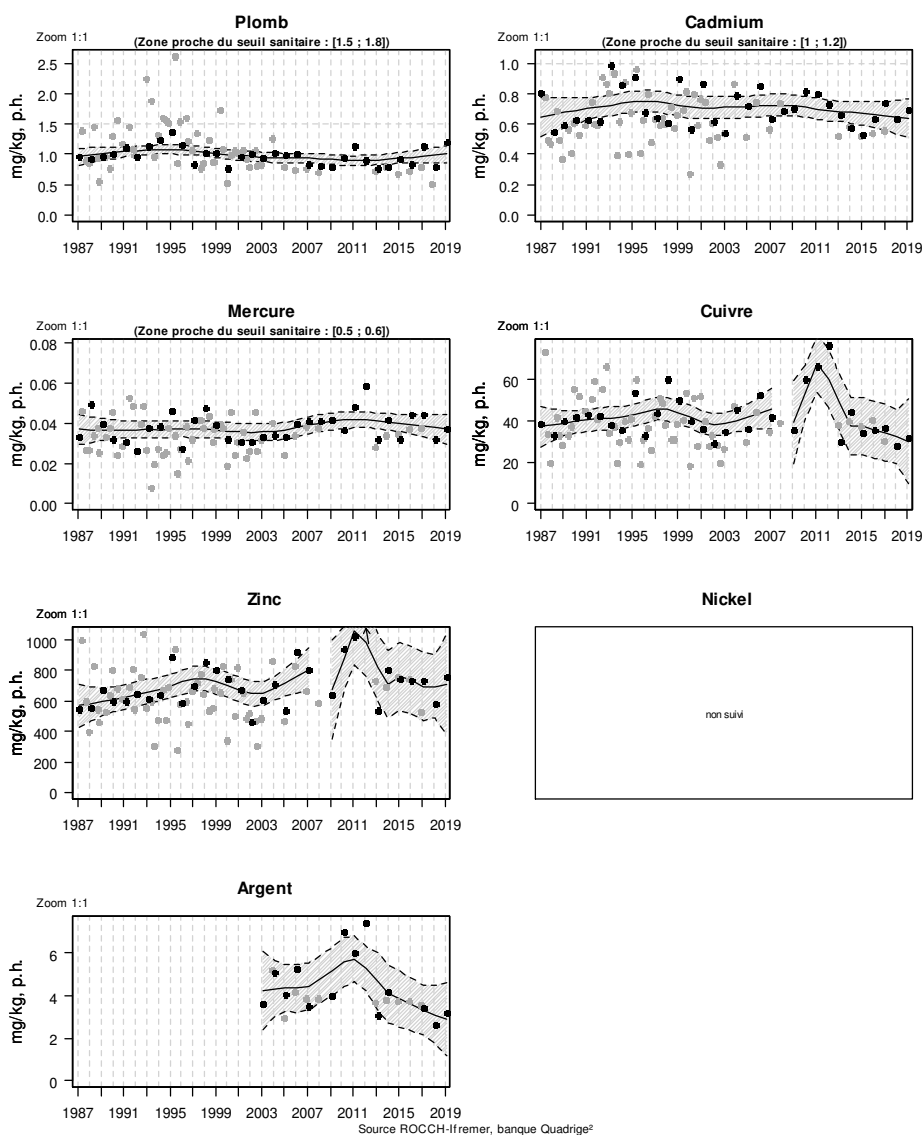 Plomb
Zoom 1:1
(Zone proche du seuil sanitaire : [1.5 ; 1.8])
mg/kg, p.h.
2.5
2.0
1.5
1.0
0.5
0.0
1987 1991 1995 1999 2003 2007 2011 2015 2019
Cadmium
Zoom 1:1
(Zone proche du seuil sanitaire : [1 ; 1.2])
mg/kg, p.h.
1.0
0.8
0.6
0.4
0.2
0.0
1987 1991 1995 1999 2003 2007 2011 2015 2019
Mercure
Zoom 1:1
(Zone proche du seuil sanitaire : [0.5 ; 0.6])
mg/kg, p.h.
0.08
0.06
0.04
0.02
0.00
1987 1991 1995 1999 2003 2007 2011 2015 2019
Cuivre
Zoom 1:1
mg/kg, p.h.
60
40
20
0
1987 1991 1995 1999 2003 2007 2011 2015 2019
Zinc
Zoom 1:1
mg/kg, p.h.
1000
800
600
400
200
0
1987 1991 1995 1999 2003 2007 2011 2015 2019
Nickel
non suivi
Argent
Zoom 1:1
mg/kg, p.h.
6
4
2
0
1987 1991 1995 1999 2003 2007 2011 2015 2019
Source ROCCH-Ifremer, banque Quadrige²